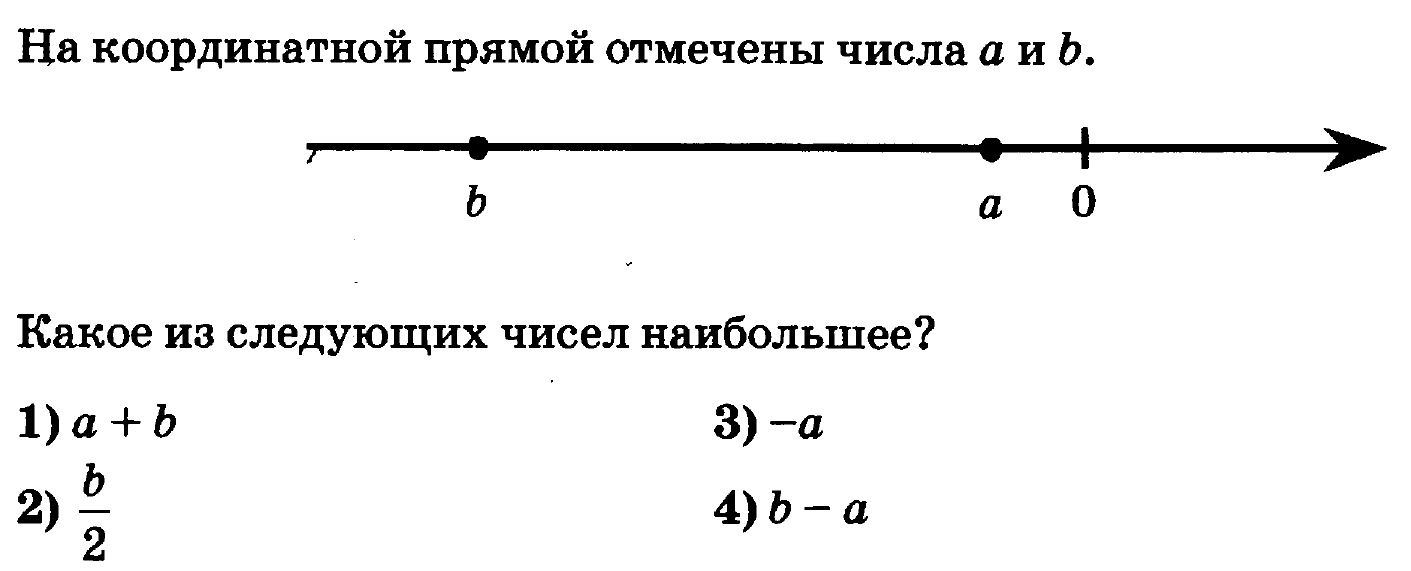 На координатной прямой отмечены числа a и b.
b a 0
Какое из следующих чисел наибольшее?
1) a + b 3) –a
2) b/2 4) b – a